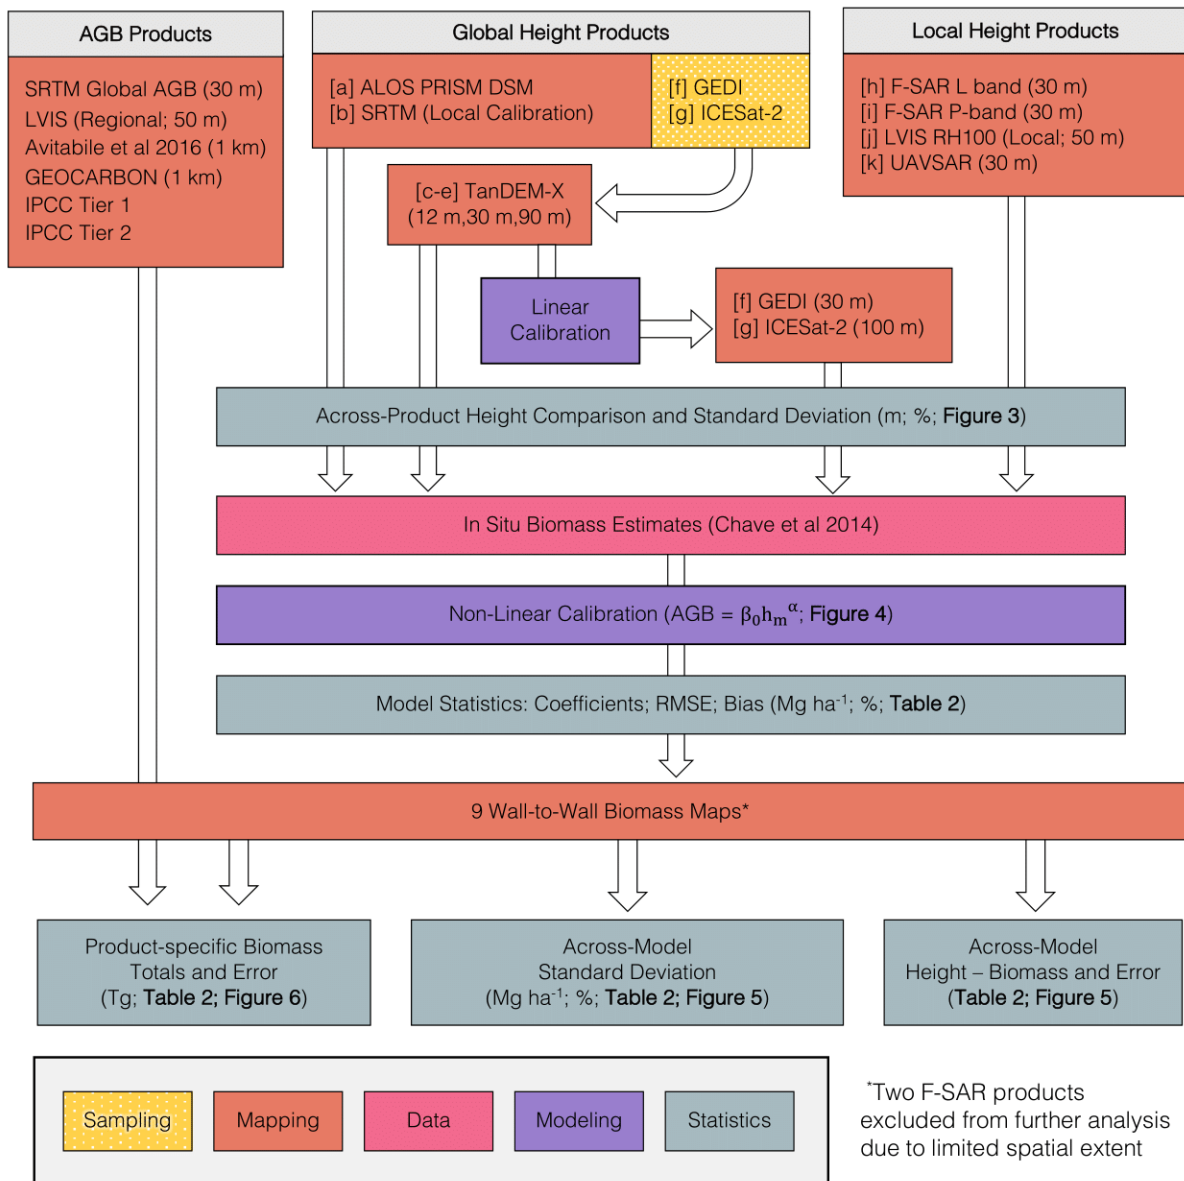 AGB Products
SRTM Global AGB (30 m)
LVIS (Regional; 50 m)
Avitabile et al 2016 (1 km)
GEOCARBON (1 km)
IPCC Tier 1
IPCC Tier 2
Global Height Products
[a] ALOS PRISM DSM
[b] SRTM (Local Calibration)
[f] GEDI
[g] ICESat-2
Local Height Products
[h] F-SAR L band (30 m)
[i] F-SAR P-band (30 m)
[j] LVIS RH100 (Local; 50 m)
[k] UAVSAR (30 m)
[c-e] TanDEM-X
(12 m,30 m,90 m)
Linear
Calibration
[f] GEDI (30 m)
[g] ICESat-2 (100 m)
Across-Product Height Comparison and Standard Deviation (m; %; Figure 3)
In Situ Biomass Estimates (Chave et al 2014)
Non-Linear Calibration (AGB = β₀hₘᵅ; Figure 4)
Model Statistics: Coefficients; RMSE; Bias (Mg ha⁻¹; %; Table 2)
9 Wall-to-Wall Biomass Maps*
Product-specific Biomass
Totals and Error
(Tg; Table 2; Figure 6)
Across-Model
Standard Deviation
(Mg ha⁻¹; %; Table 2; Figure 5)
Across-Model
Height – Biomass and Error
(Table 2; Figure 5)
Sampling
Mapping
Data
Modeling
Statistics
*Two F-SAR products
excluded from further analysis
due to limited spatial extent